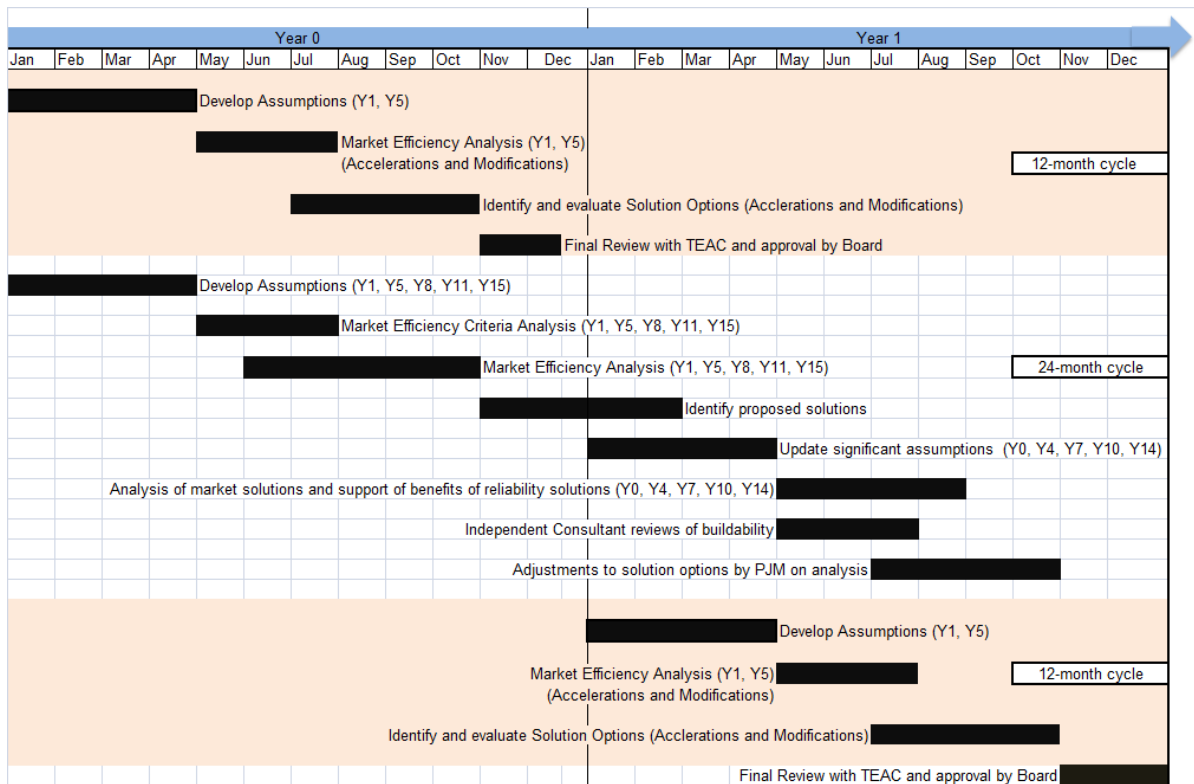 Year 0 Year 1
Jan Feb Mar Apr May Jun Jul Aug Sep Oct Nov Dec Jan Feb Mar Apr May Jun Jul Aug Sep Oct Nov Dec
Develop Assumptions (Y1, Y5)
Market Efficiency Analysis (Y1, Y5)
(Accelerations and Modifications)
12-month cycle
Identify and evaluate Solution Options (Acclerations and Modifications)
Final Review with TEAC and approval by Board
Develop Assumptions (Y1, Y5, Y8, Y11, Y15)
Market Efficiency Criteria Analysis (Y1, Y5, Y8, Y11, Y15)
Market Efficiency Analysis (Y1, Y5, Y8, Y11, Y15)
24-month cycle
Identify proposed solutions
Update significant assumptions (Y0, Y4, Y7, Y10, Y14)
Analysis of market solutions and support of benefits of reliability solutions (Y0, Y4, Y7, Y10, Y14)
Independent Consultant reviews of buildability
Adjustments to solution options by PJM on analysis
Develop Assumptions (Y1, Y5)
Market Efficiency Analysis (Y1, Y5)
(Accelerations and Modifications)
12-month cycle
Identify and evaluate Solution Options (Acclerations and Modifications)
Final Review with TEAC and approval by Board